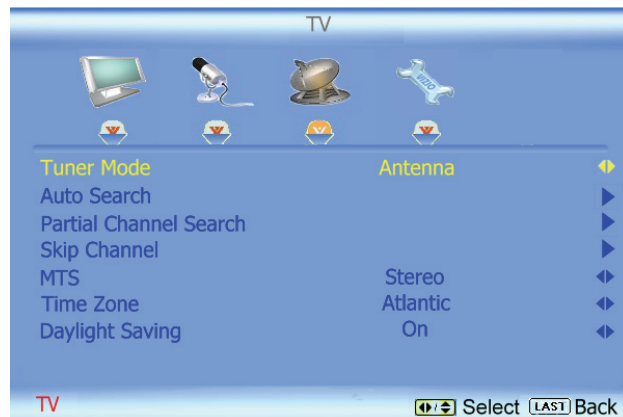 TV
VIZIO
Tuner Mode Antenna
Auto Search
Partial Channel Search
Skip Channel
MTS Stereo
Time Zone Atlantic
Daylight Saving On
TV Select LAST Back